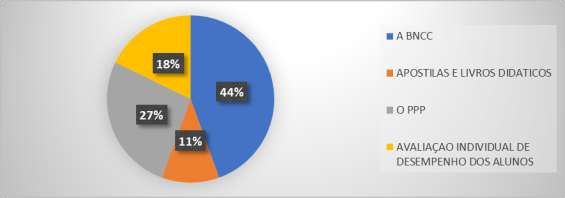 18%
44%
27%
11%
A BNCC
APOSTILAS E LIVROS DIDATICOS
O PPP
AVALIAÇAO INDIVIDUAL DE
DESEMPENHO DOS ALUNOS